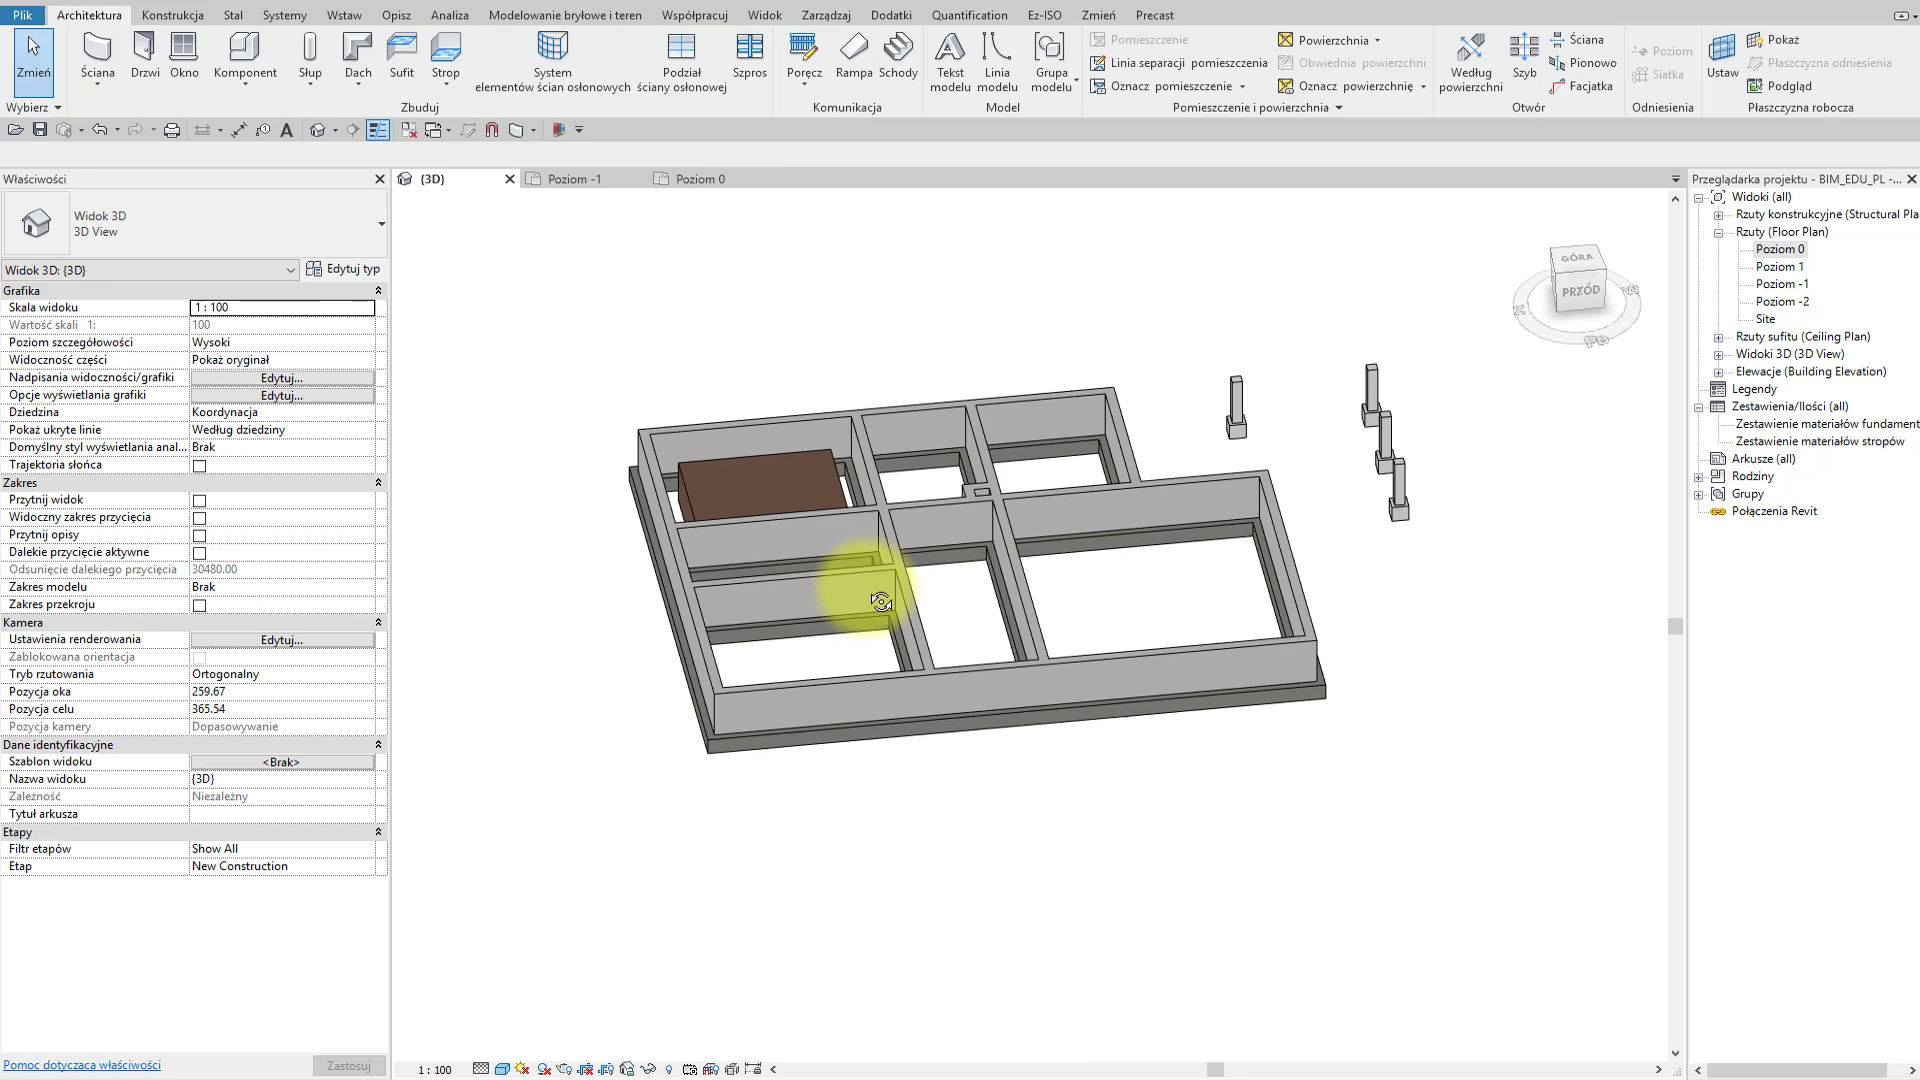 Plik Architektura Konstrukcja Stal Systemy Wstaw Opisz Analiza Modelowanie bryłowe i teren Współpracuj Widok Zarządzaj Dodatki Quantification Ez-ISO Zmień Precast
Zmień Ściana Drzwi Okno Komponent Słup Dach Sufit Strop System elementów ścian osłonowych Podział ściany osłonowej Szpros Poręcz Rampa Schody Tekst modelu Linia modelu Grupa modelu
Pomieszczenie Powierzchnia
Linia separacji pomieszczenia Obwiednia powierzchni
Oznacz pomieszczenie Oznacz powierzchnię
Według powierzchni Szyb Ściana Pionowo Facjatka
Poziom Siatka
Ustaw Pokaż Płaszczyzna odniesienia Podgląd
Wybierz Zbuduj Komunikacja Model Pomieszczenie i powierzchnia Otwór Odniesienia Płaszczyzna robocza
Właściwości
{3D} Poziom -1 Poziom 0
Widok 3D
3D View
Widok 3D: {3D} Edytuj typ
Grafika
Skala widoku 1 : 100
Wartość skali 1: 100
Poziom szczegółowości Wysoki
Widoczność części Pokaż oryginał
Nadpisania widoczności/grafiki Edytuj...
Opcje wyświetlania grafiki Edytuj...
Dziedzina Koordynacja
Pokaż ukryte linie Według dziedziny
Domyślny styl wyświetlania anal... Brak
Trajektoria słońca
Zakres
Przytnij widok
Widoczny zakres przycięcia
Przytnij opisy
Dalekie przycięcie aktywne
Odsunięcie dalekiego przycięcia 30480.00
Zakres modelu Brak
Zakres przekroju
Kamera
Ustawienia renderowania Edytuj...
Zablokowana orientacja
Tryb rzutowania Ortogonalny
Pozycja oka 259.67
Pozycja celu 365.54
Pozycja kamery Dopasowywanie
Dane identyfikacyjne
Szablon widoku <Brak>
Nazwa widoku {3D}
Zależność Niezależny
Tytuł arkusza
Etapy
Filtr etapów Show All
Etap New Construction
Pomoc dotycząca właściwości Zastosuj
GÓRA
PRZÓD
1 : 100
Przeglądarka projektu - BIM_EDU_PL -...
Widoki (all)
Rzuty konstrukcyjne (Structural Pla
Rzuty (Floor Plan)
Poziom 0
Poziom 1
Poziom -1
Poziom -2
Site
Rzuty sufitu (Ceiling Plan)
Widoki 3D (3D View)
Elewacje (Building Elevation)
Legendy
Zestawienia/Ilości (all)
Zestawienie materiałów fundament
Zestawienie materiałów stropów
Arkusze (all)
Rodziny
Grupy
Połączenia Revit